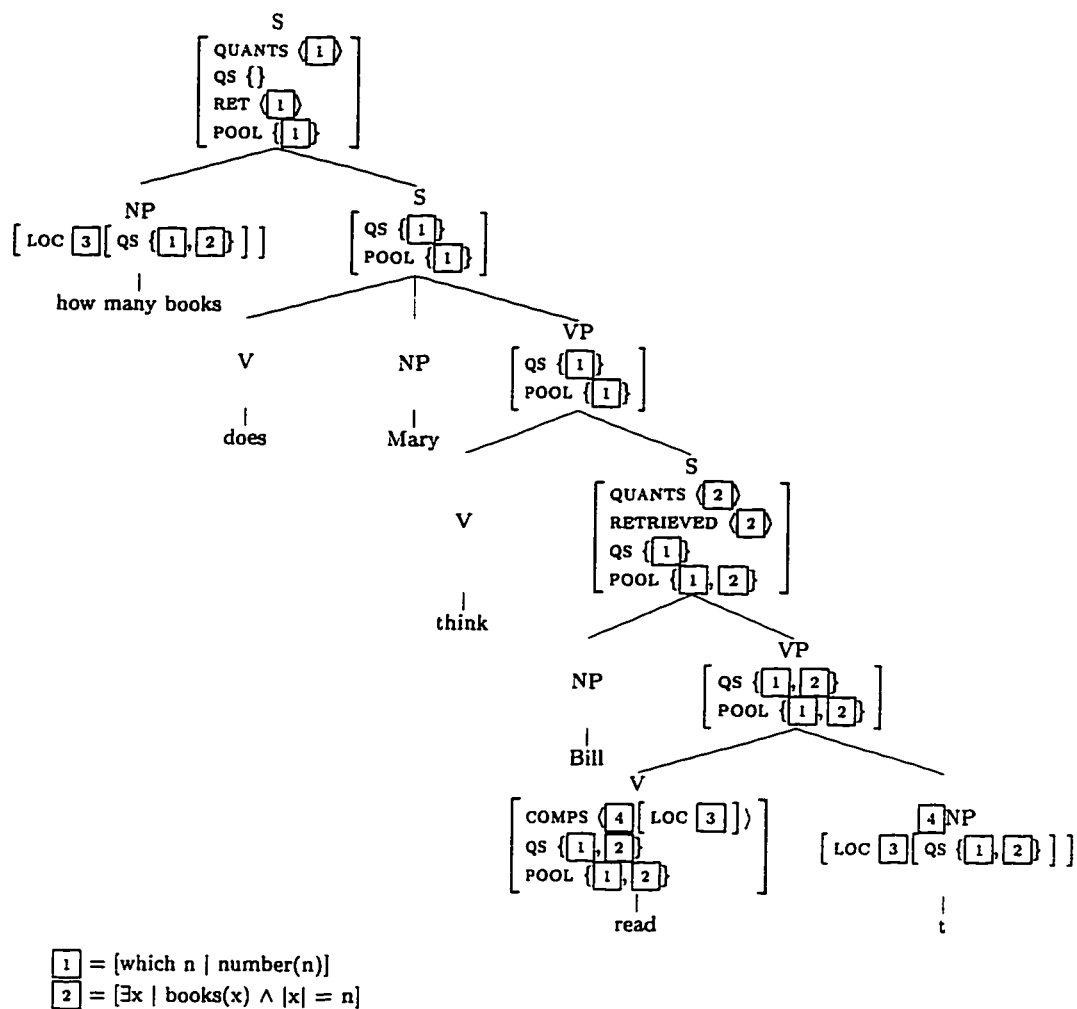 S
QUANTS ⟨[1]⟩
QS {}
RET ⟨[1]⟩
POOL {[1]}
NP
[ LOC [3] [ QS {[1], [2]} ] ]
how many books
S
QS {[1]}
POOL {[1]}
V
does
NP
Mary
VP
QS {[1]}
POOL {[1]}
V
think
S
QUANTS ⟨[2]⟩
RETRIEVED ⟨[2]⟩
QS {[1]}
POOL {[1], [2]}
NP
Bill
VP
QS {[1], [2]}
POOL {[1], [2]}
V
COMPS ⟨[4] [ LOC [3] ]⟩
QS {[1], [2]}
POOL {[1], [2]}
read
[4]NP
[ LOC [3] [ QS {[1], [2]} ] ]
t
[1] = [which n | number(n)]
[2] = [∃x | books(x) ∧ |x| = n]